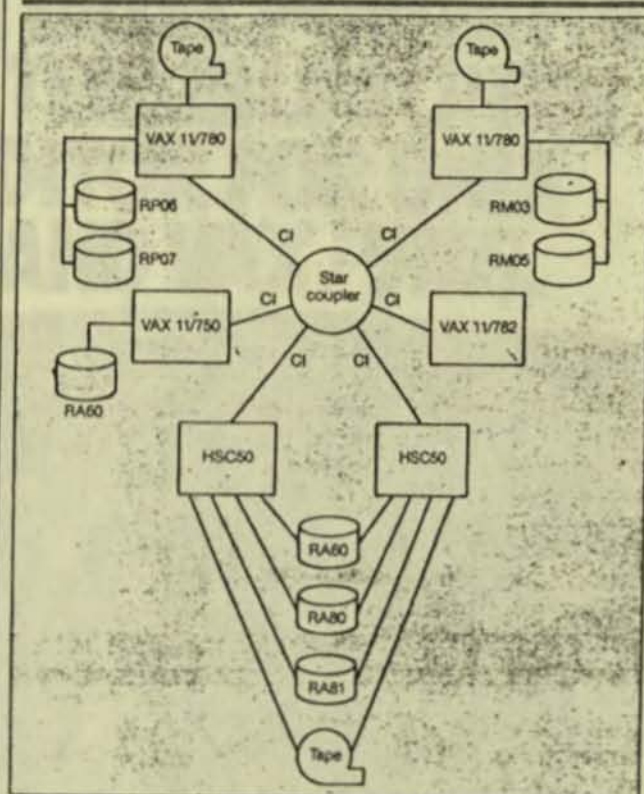 Tape
Tape
VAX 11/780
VAX 11/780
RP06
RM03
RP07
CI
CI
RM05
Star
coupler
CI
CI
VAX 11/750
VAX 11/782
CI
CI
RA60
HSC50
HSC50
RA60
RA80
RA81
Tape